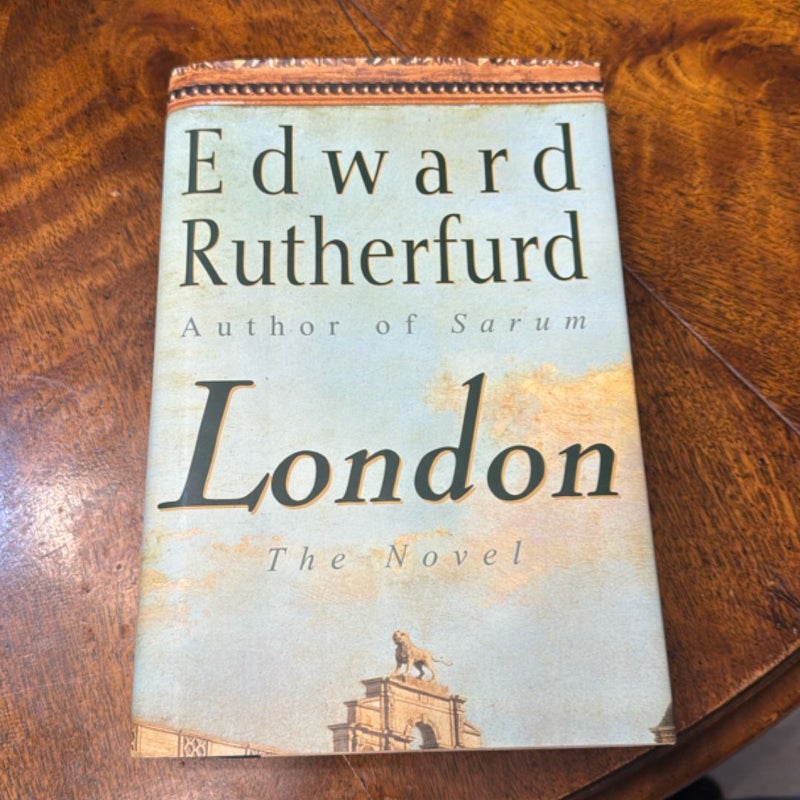 Edward
Rutherfurd
Author of Sarum
London
The Novel